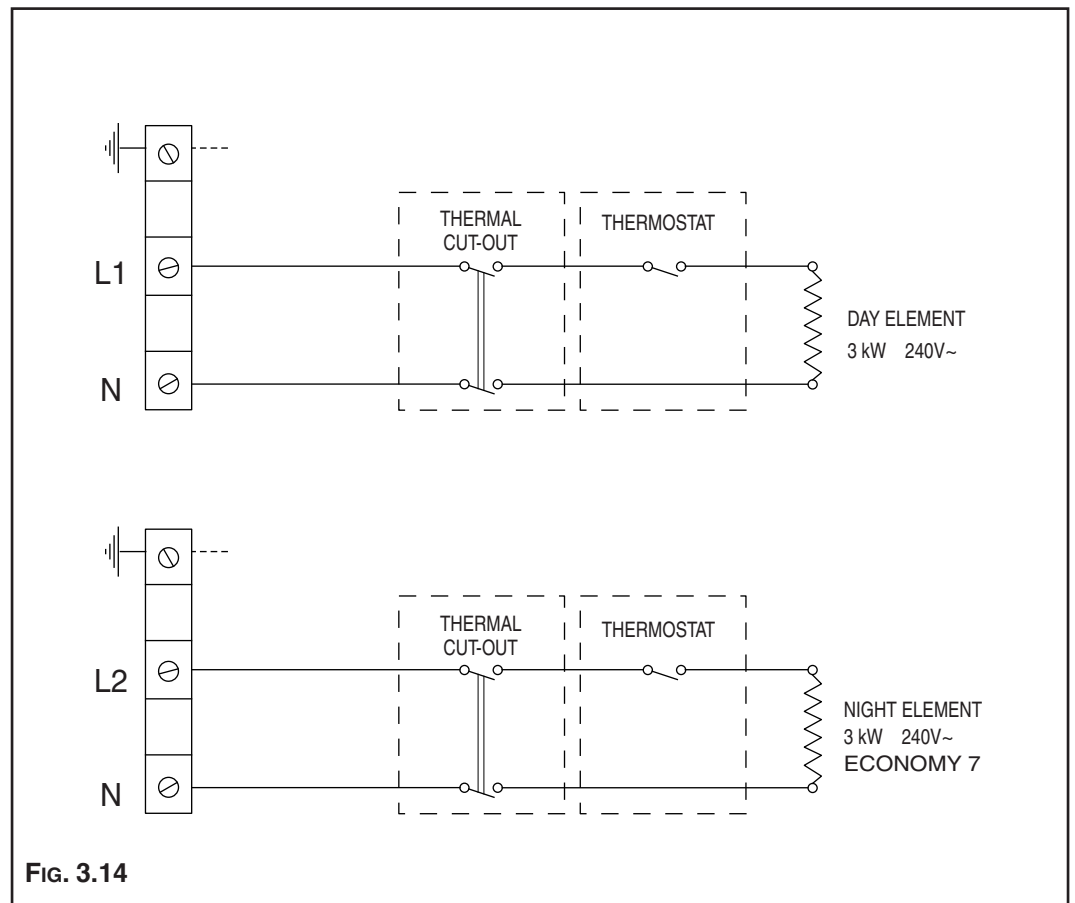 THERMAL
CUT-OUT
THERMOSTAT
L1
DAY ELEMENT
3 kW 240V~
N
THERMAL
CUT-OUT
THERMOSTAT
L2
NIGHT ELEMENT
3 kW 240V~
ECONOMY 7
N
FIG. 3.14